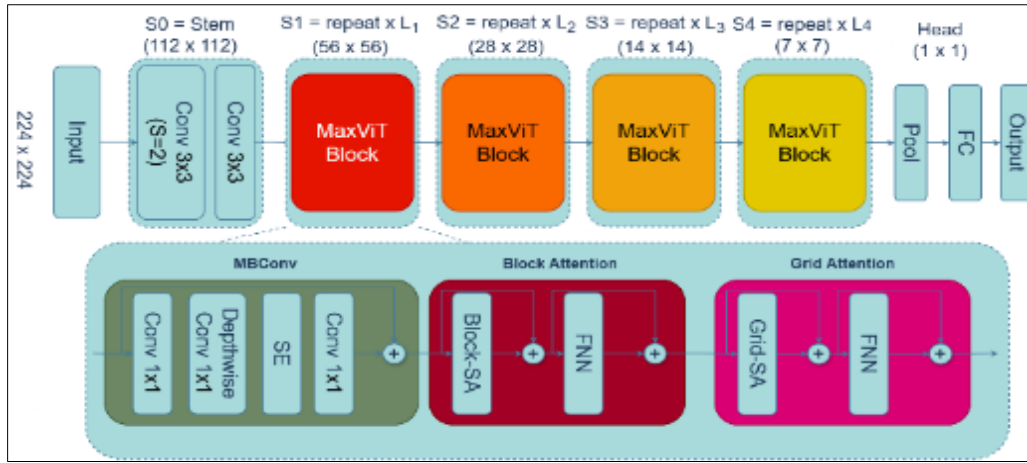 S0 = Stem
(112 x 112)
S1 = repeat x L1
(56 x 56)
S2 = repeat x L2
(28 x 28)
S3 = repeat x L3
(14 x 14)
S4 = repeat x L4
(7 x 7)
Head
(1 x 1)
224 x 224
Input
Conv 3x3
(S=2)
Conv 3x3
MaxViT
Block
MaxViT
Block
MaxViT
Block
MaxViT
Block
Pool
FC
Output
MBConv
Block Attention
Grid Attention
Conv 1x1
Depthwise
Conv 1x1
SE
Conv 1x1
+
Block-SA
+
FNN
+
Grid-SA
+
FNN
+